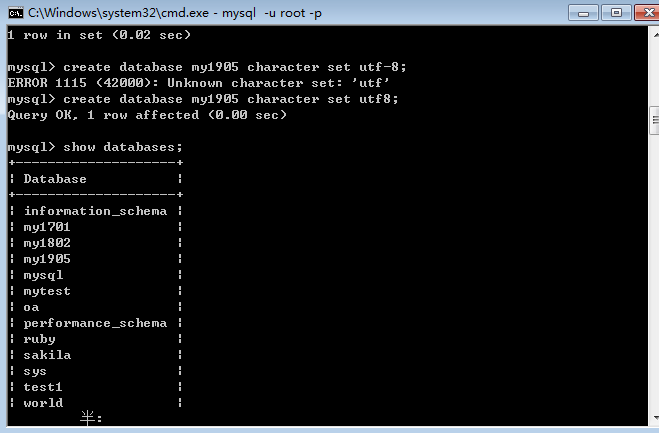 C:\Windows\system32\cmd.exe - mysql  -u root -p
1 row in set (0.02 sec)
mysql> create database my1905 character set utf-8;
ERROR 1115 (42000): Unknown character set: 'utf'
mysql> create database my1905 character set utf8;
Query OK, 1 row affected (0.00 sec)
mysql> show databases;
+--------------------+
| Database           |
+--------------------+
| information_schema |
| my1701             |
| my1802             |
| my1905             |
| mysql              |
| mytest             |
| oa                 |
| performance_schema |
| ruby               |
| sakila             |
| sys                |
| test1              |
| world              |
半: